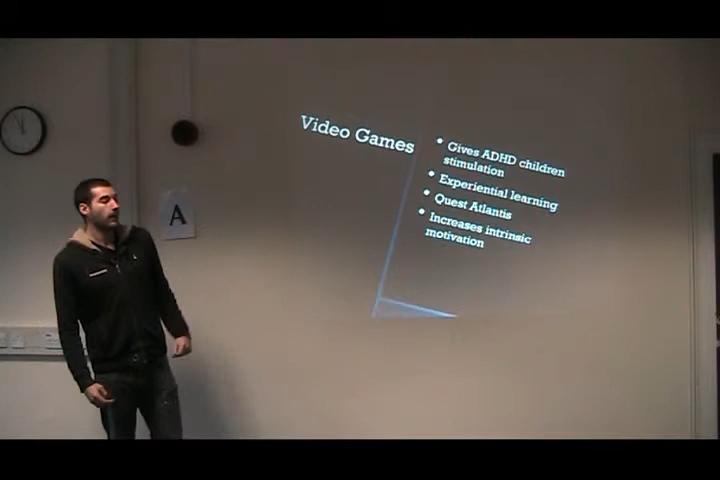 Video Games
• Gives ADHD children
stimulation
• Experiential learning
• Quest Atlantis
• Increases intrinsic
motivation
A